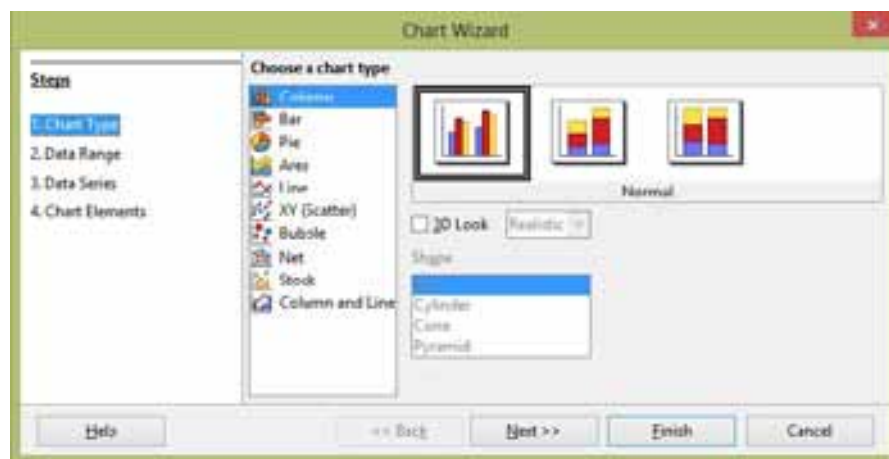 Chart Wizard
Steps
1. Chart Type
2. Data Range
3. Data Series
4. Chart Elements
Choose a chart type
Column
Bar
Pie
Area
Line
XY (Scatter)
Bubble
Net
Stock
Column and Line
Normal
3D Look
Realistic
Shape
Cylinder
Cone
Pyramid
Help
<< Back
Next >>
Finish
Cancel